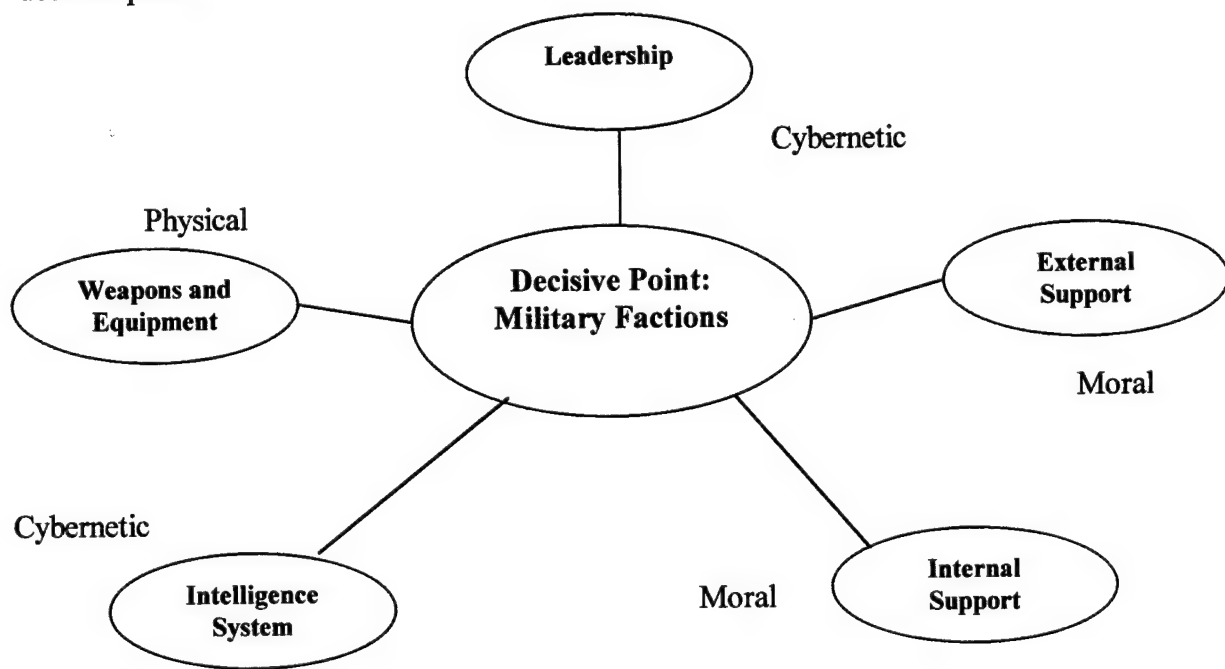 Leadership
Cybernetic
Physical
Weapons and
Equipment
Decisive Point:
Military Factions
External
Support
Moral
Cybernetic
Intelligence
System
Moral
Internal
Support